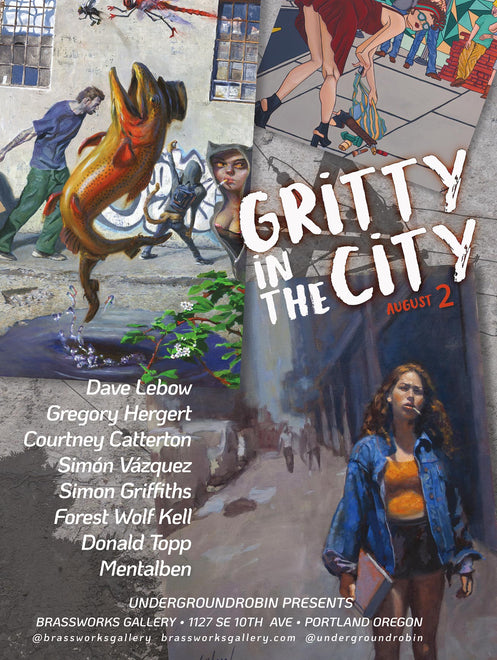 GRiTTY
iN
THE CiTY
AUGUST 2
Dave Lebow
Gregory Hergert
Courtney Catterton
Simón Vázquez
Simon Griffiths
Forest Wolf Kell
Donald Topp
Mentalben
UNDERGROUNDROBIN PRESENTS
BRASSWORKS GALLERY • 1127 SE 10TH AVE • PORTLAND OREGON
@brassworksgallery brassworksgallery.com @undergroundrobin